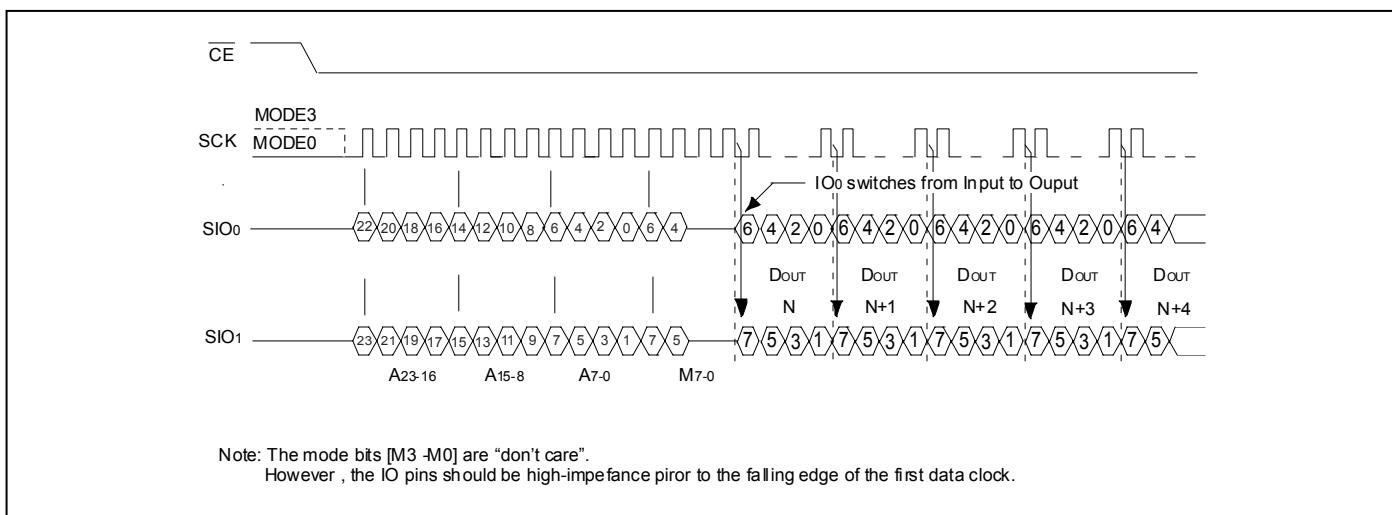 CE
MODE3
SCK MODE0
IO0 switches from Input to Ouput
SIO0 22 20 18 16 14 12 10 8 6 4 2 0 6 4 6 4 2 0 6 4 2 0 6 4 2 0 6 4 2 0 6 4
DOUT DOUT DOUT DOUT DOUT
N N+1 N+2 N+3 N+4
SIO1 23 21 19 17 15 13 11 9 7 5 3 1 7 5 7 5 3 1 7 5 3 1 7 5 3 1 7 5 3 1 7 5
A23-16 A15-8 A7-0 M7-0
Note: The mode bits [M3 -M0] are “don’t care”.
However , the IO pins should be high-impefance piror to the falling edge of the first data clock.